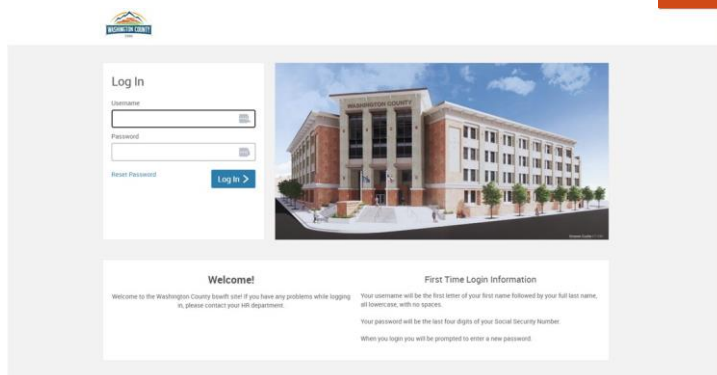 WASHINGTON COUNTY
Log In
Username
Password
Reset Password
Log In
WASHINGTON COUNTY
Welcome!
Welcome to the Washington County bswift site! If you have any problems while logging
in, please contact your HR department.
First Time Login Information
Your username will be the first letter of your first name followed by your full last name,
all lowercase, with no spaces.
Your password will be the last four digits of your Social Security Number.
When you login you will be prompted to enter a new password.